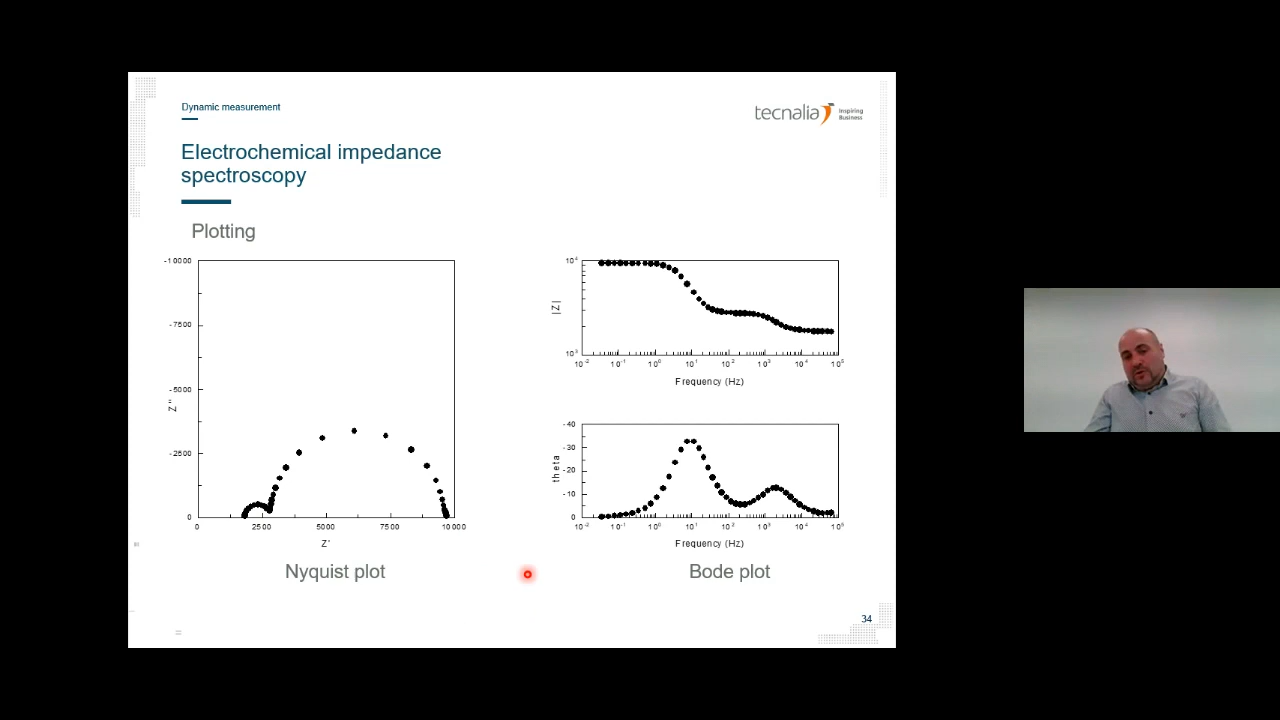 Dynamic measurement
tecnalia Inspiring Business
Electrochemical impedance
spectroscopy
Plotting
-10000
-7500
-5000
-2500
0
Z''
0 2500 5000 7500 10000
Z'
Nyquist plot
10⁴
10³
|Z|
10⁻² 10⁻¹ 10⁰ 10¹ 10² 10³ 10⁴ 10⁵
Frequency (Hz)
-40
-30
-20
-10
0
theta
10⁻² 10⁻¹ 10⁰ 10¹ 10² 10³ 10⁴ 10⁵
Frequency (Hz)
Bode plot
34